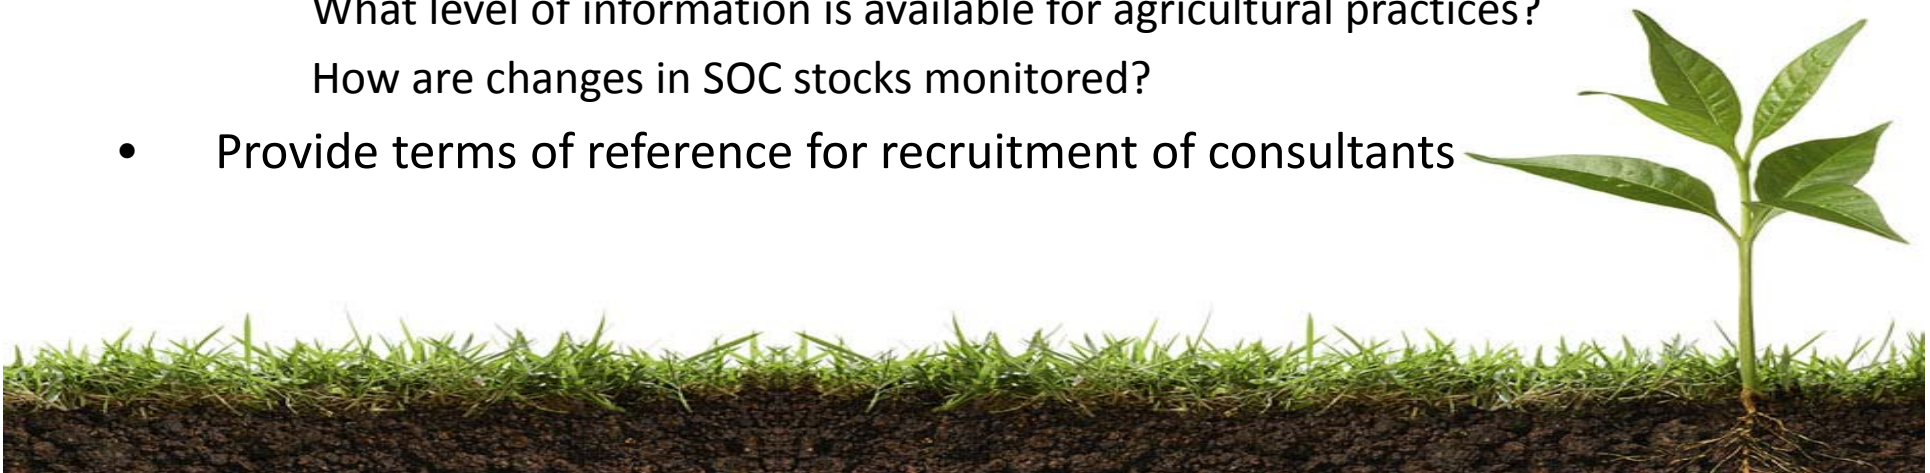 What level of information is available for agricultural practices?
How are changes in SOC stocks monitored?
• Provide terms of reference for recruitment of consultants